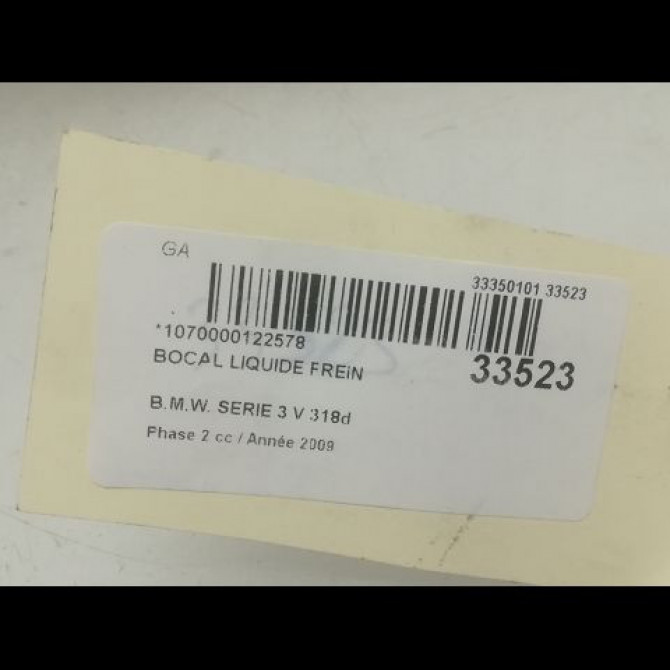 GA
33350101 33523
*1070000122578
BOCAL LIQUIDE FREIN
33523
B.M.W. SERIE 3 V 318d
Phase 2 cc / Année 2009